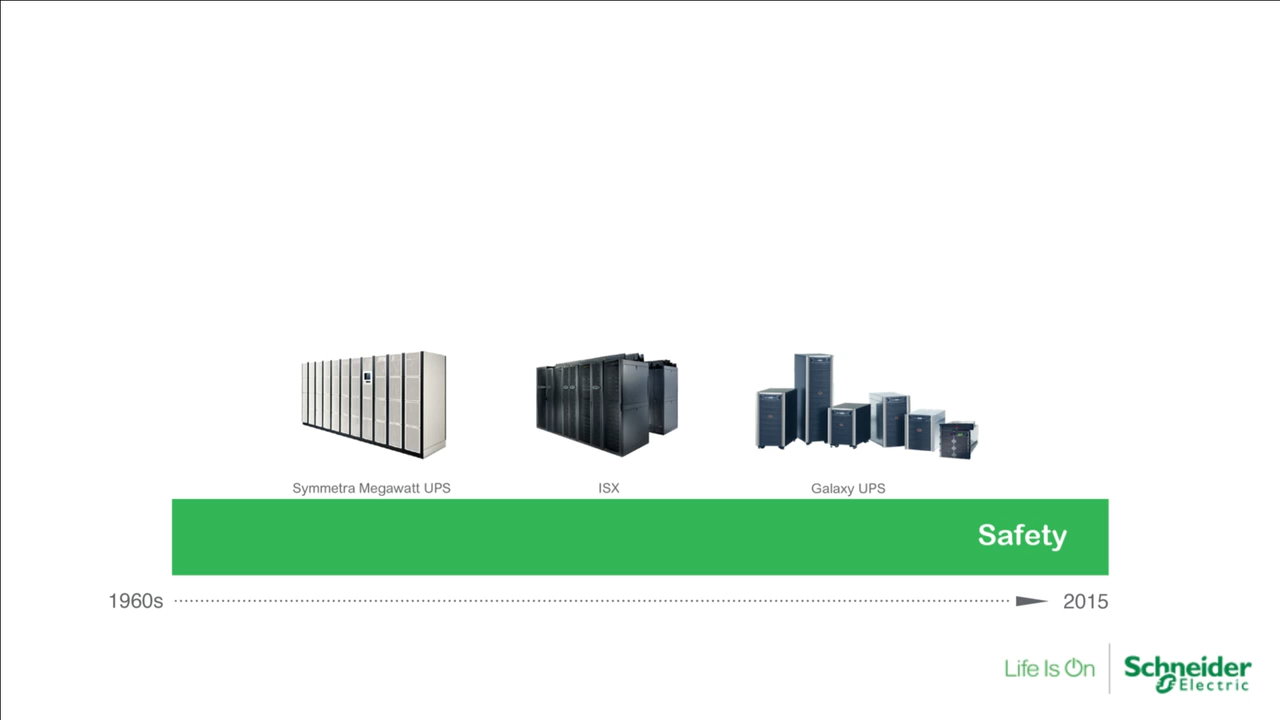 Symmetra Megawatt UPS
ISX
Galaxy UPS
Safety
1960s
2015
Life Is On
Schneider
Electric